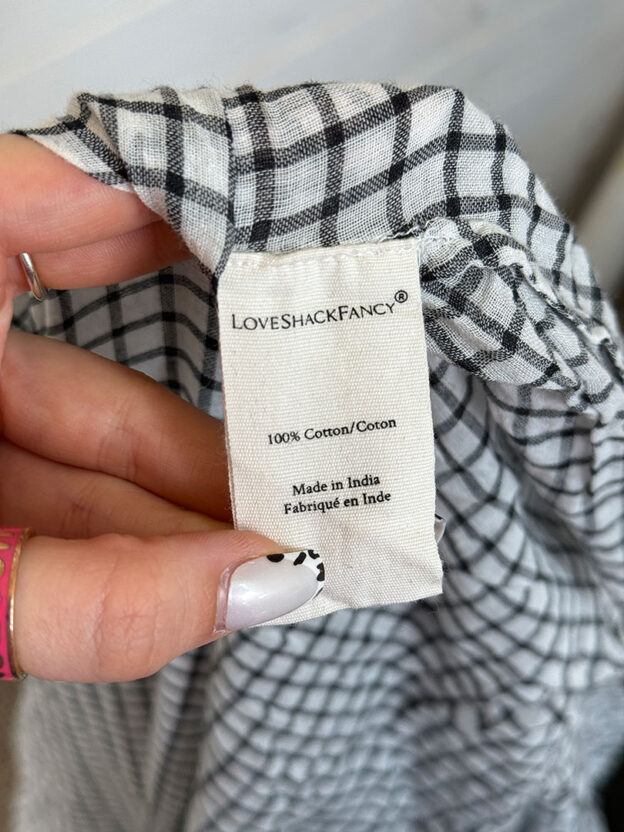 LoveShackFancy®
100% Cotton/Coton
Made in India
Fabriqué en Inde